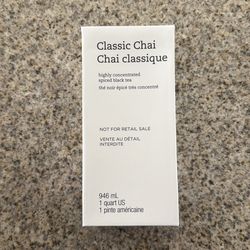 Classic Chai
Chai classique
highly concentrated
spiced black tea
thé noir épicé très concentré
NOT FOR RETAIL SALE
VENTE AU DÉTAIL
INTERDITE
946 mL
1 quart US
1 pinte américaine